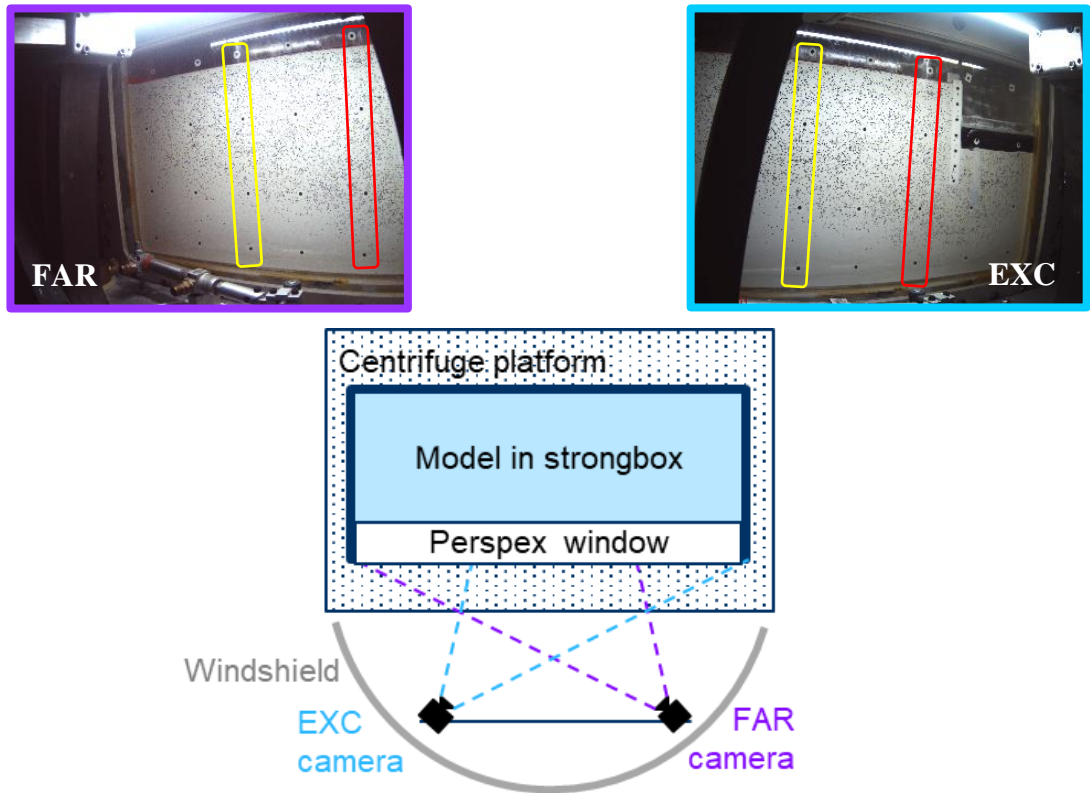 FAR
EXC
Centrifuge platform
Model in strongbox
Perspex window
Windshield
EXC
camera
FAR
camera